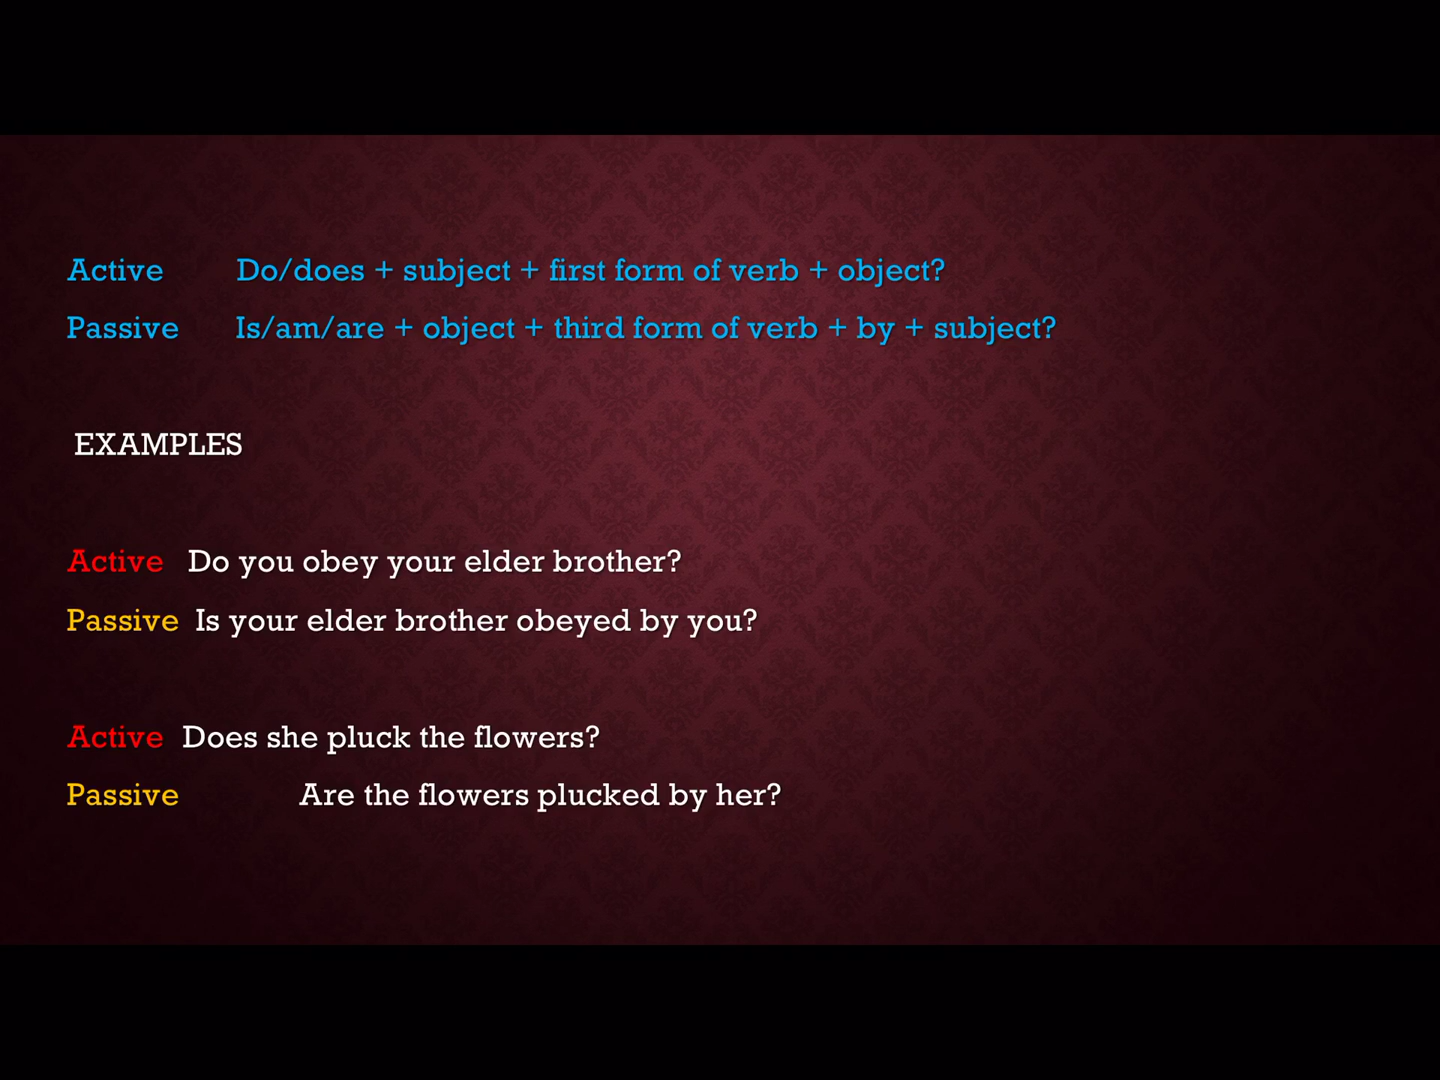 Active Do/does + subject + first form of verb + object?
Passive Is/am/are + object + third form of verb + by + subject?
EXAMPLES
Active Do you obey your elder brother?
Passive Is your elder brother obeyed by you?
Active Does she pluck the flowers?
Passive Are the flowers plucked by her?